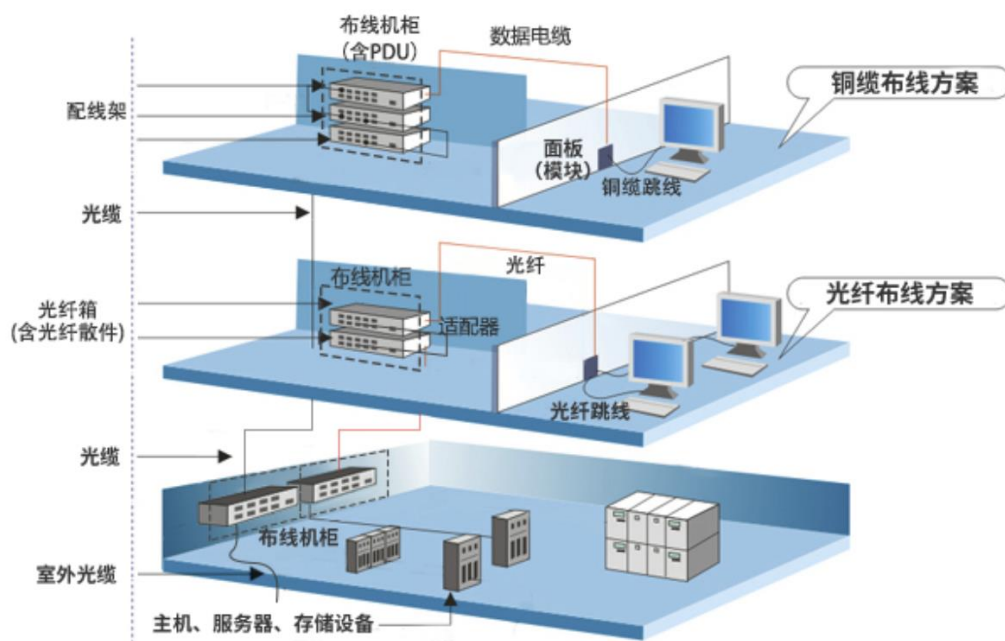 布线机柜
(含PDU)
数据电缆
铜缆布线方案
配线架
面板
(模块)
铜缆跳线
光缆
布线机柜
光纤
光纤布线方案
光纤箱
(含光纤散件)
适配器
光纤跳线
光缆
布线机柜
室外光缆
主机、服务器、存储设备